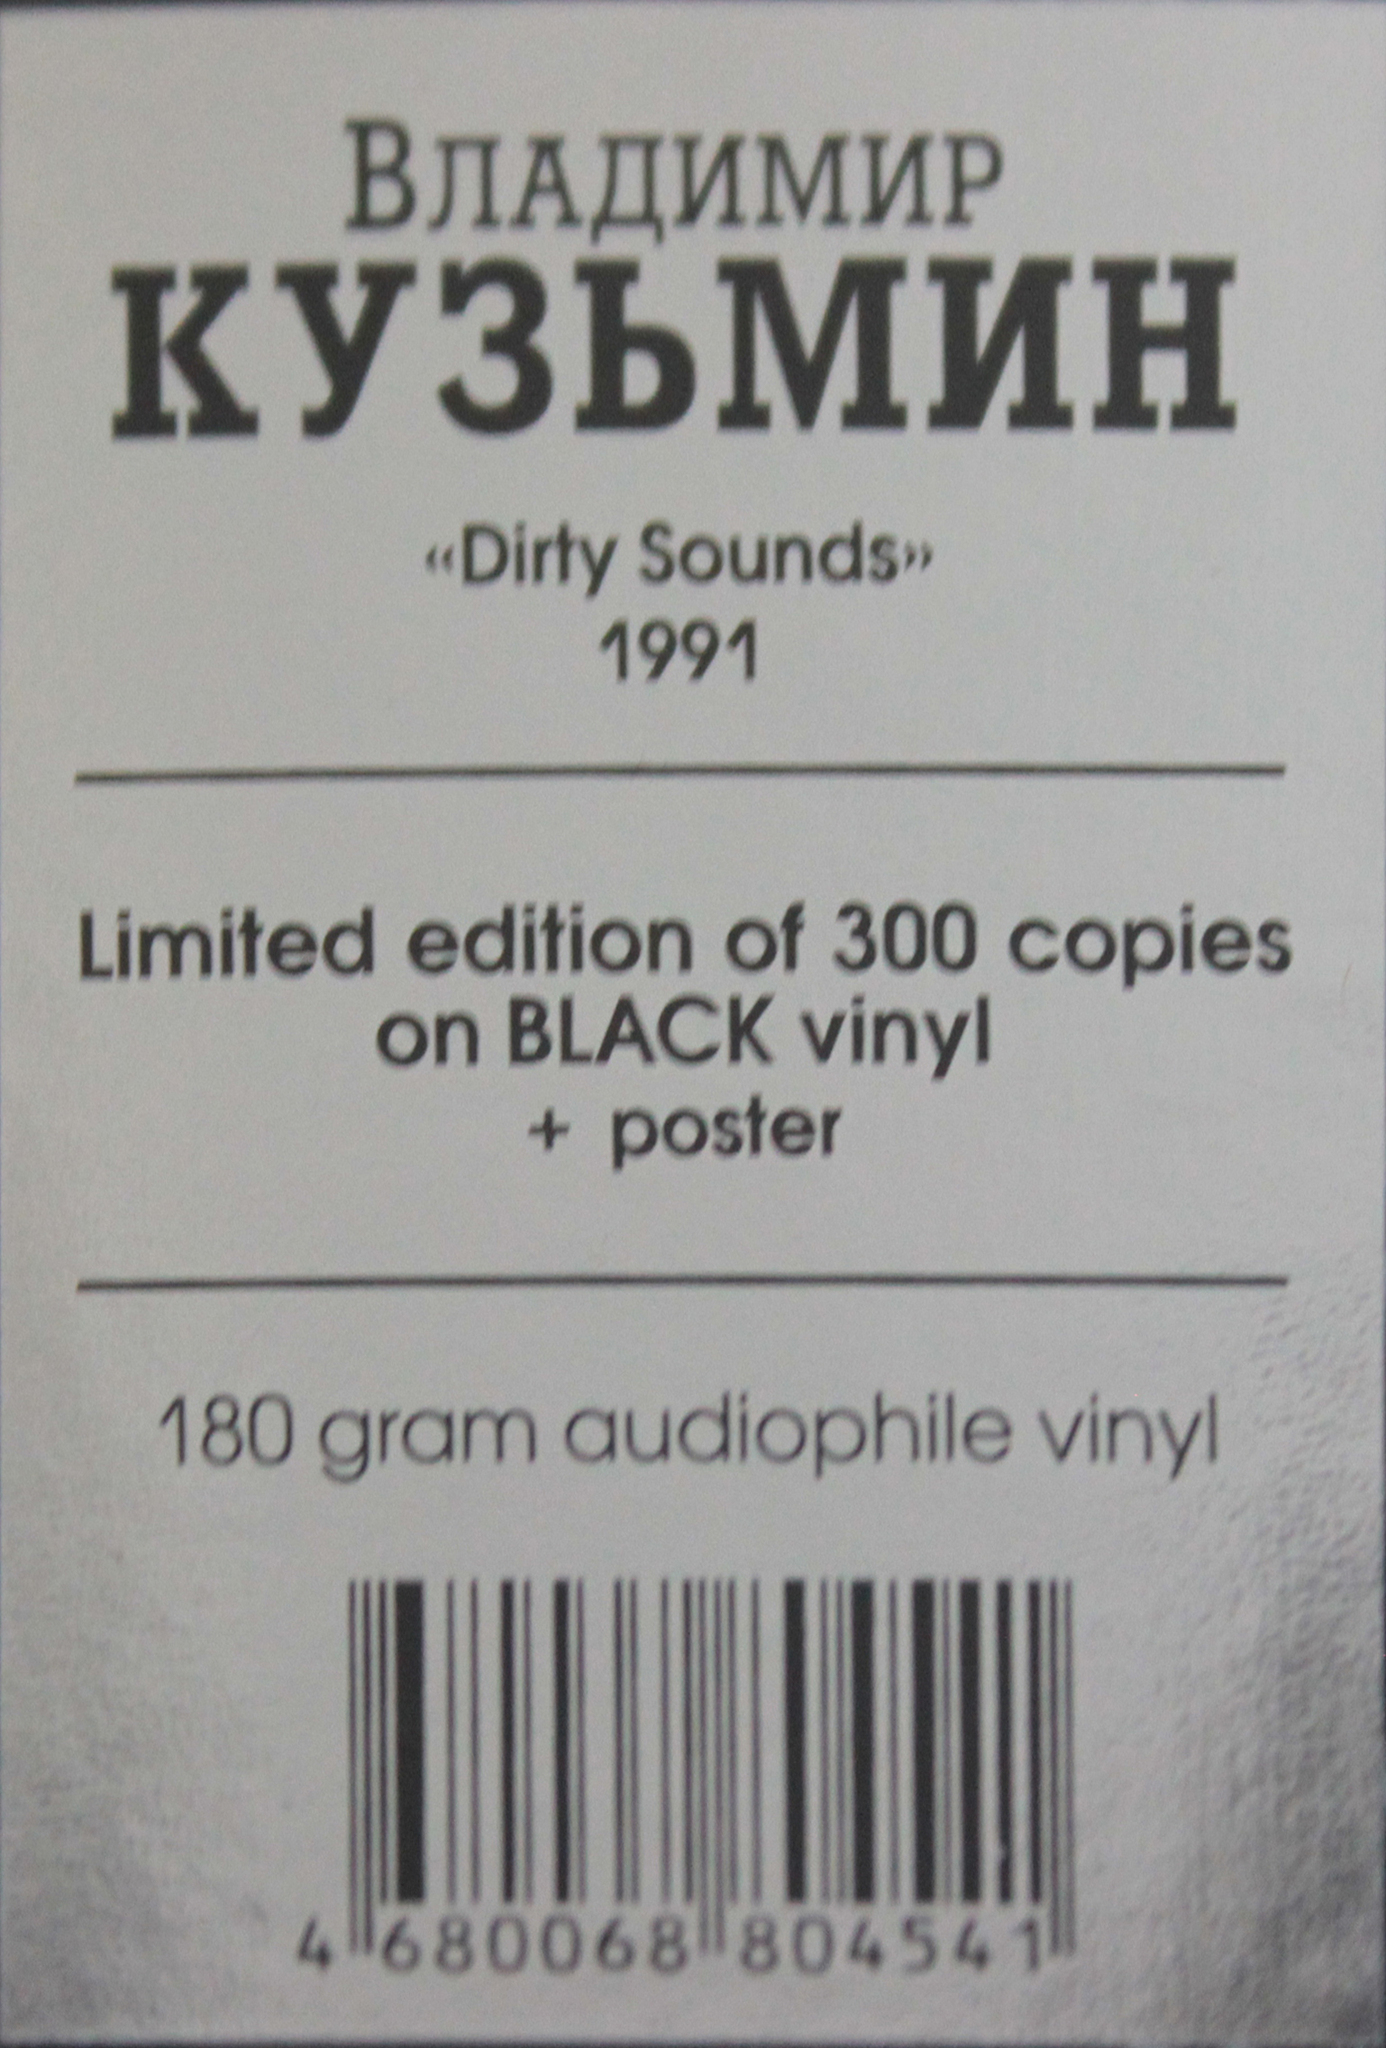 Владимир
КУЗЬМИН
«Dirty Sounds»
1991
Limited edition of 300 copies
on BLACK vinyl
+ poster
180 gram audiophile vinyl
4 680068 804541